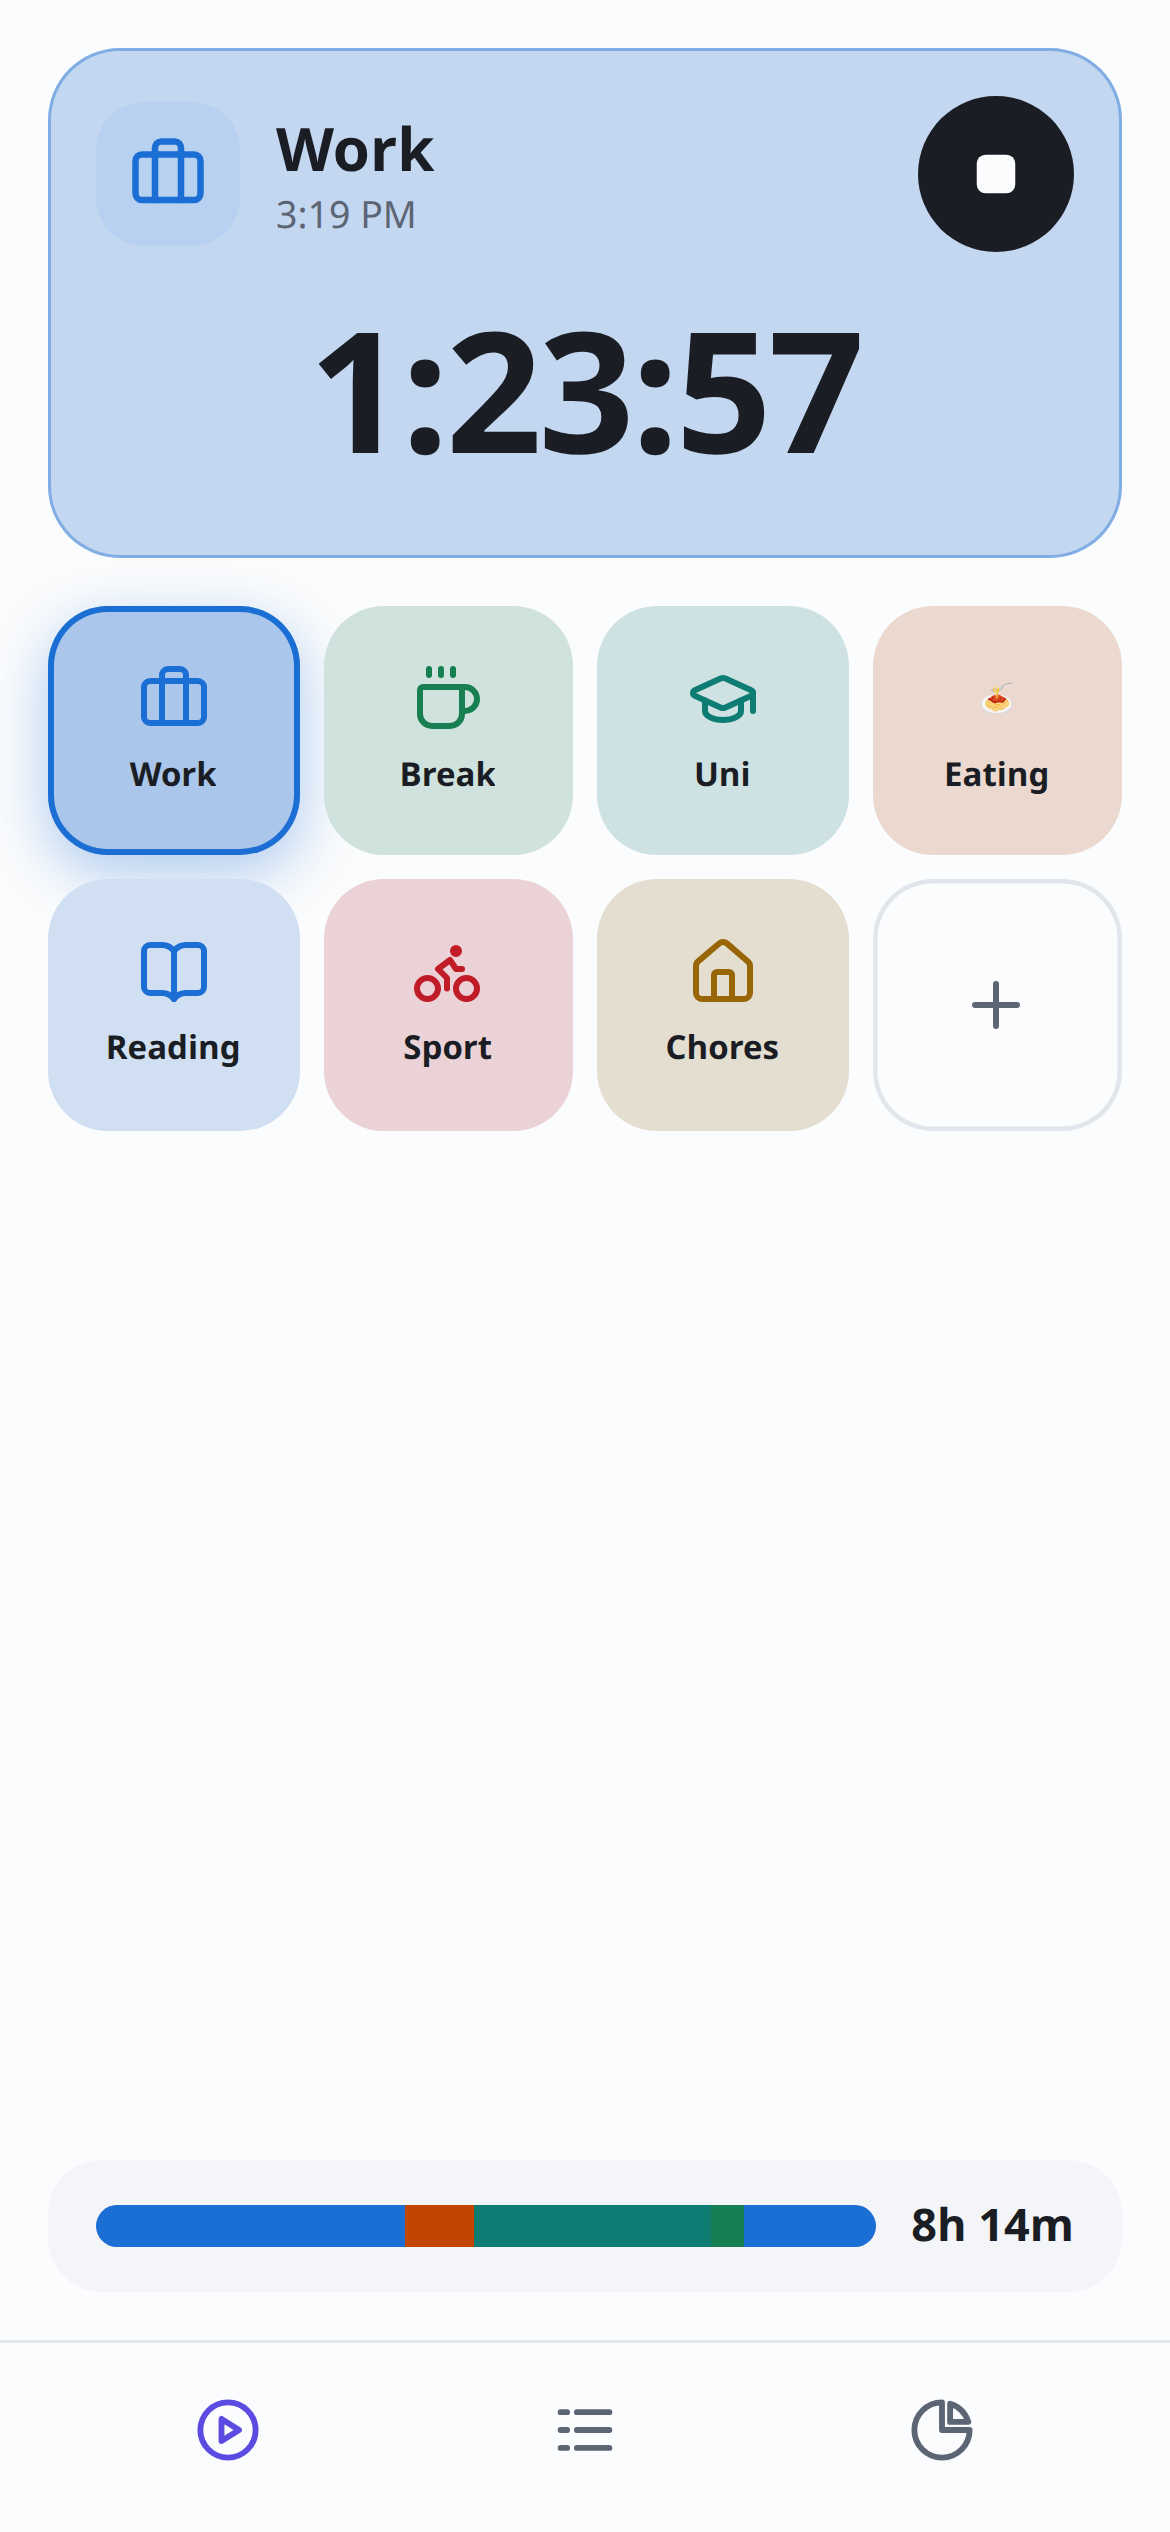 Work
3:19 PM
1:23:57
Work
Break
Uni
Eating
Reading
Sport
Chores
8h 14m